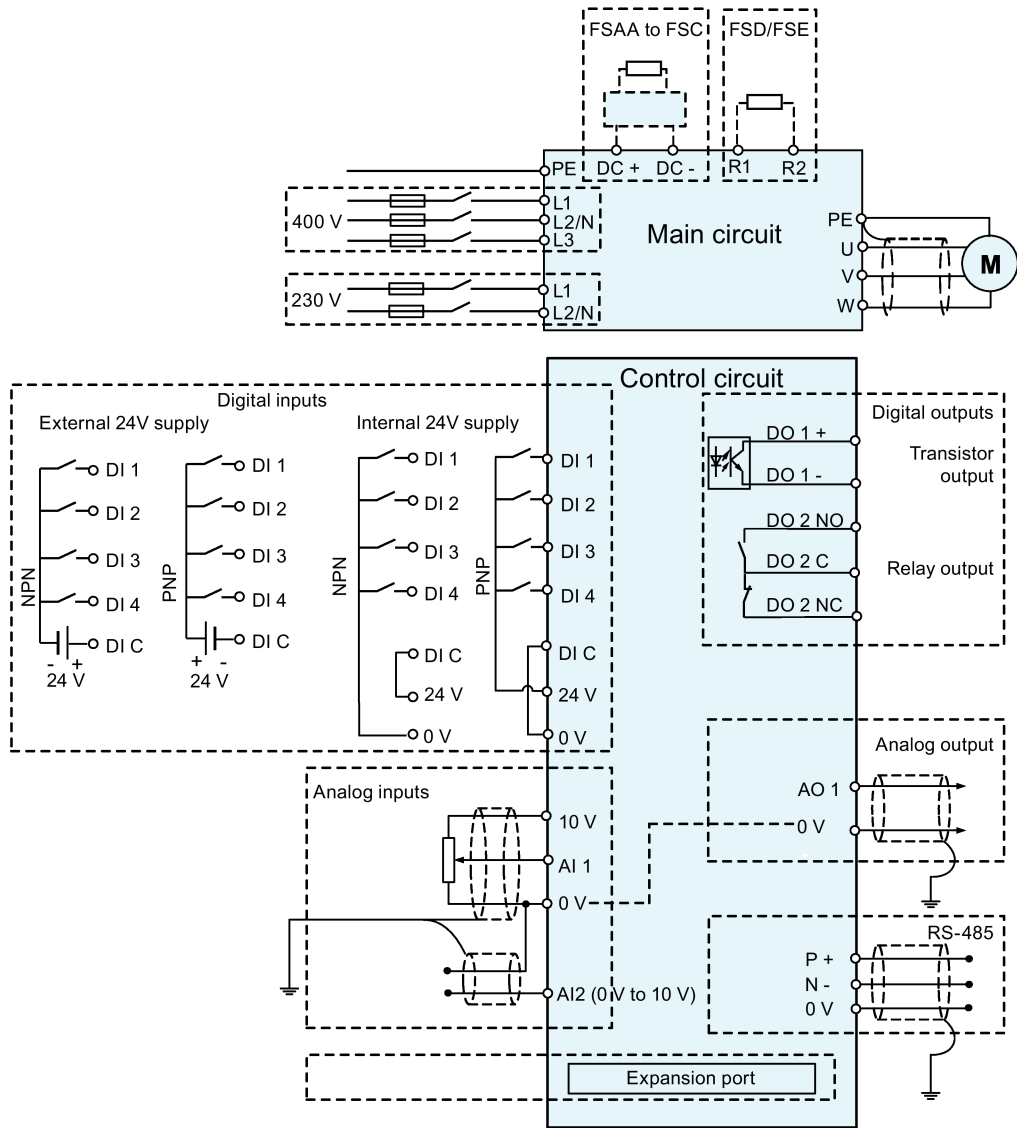 FSAA to FSC
FSD/FSE
PE
DC +
DC -
R1
R2
400 V
L1
L2/N
L3
Main circuit
PE
U
V
W
M
230 V
L1
L2/N
Control circuit
Digital inputs
External 24V supply
Internal 24V supply
NPN
DI 1
DI 2
DI 3
DI 4
DI C
- +
24 V
PNP
DI 1
DI 2
DI 3
DI 4
DI C
+ -
24 V
NPN
DI 1
DI 2
DI 3
DI 4
DI C
24 V
0 V
PNP
DI 1
DI 2
DI 3
DI 4
DI C
24 V
0 V
Digital outputs
DO 1 +
Transistor
output
DO 1 -
DO 2 NO
DO 2 C
Relay output
DO 2 NC
Analog inputs
10 V
AI 1
0 V
AI2 (0 V to 10 V)
Analog output
AO 1
0 V
RS-485
P +
N -
0 V
Expansion port